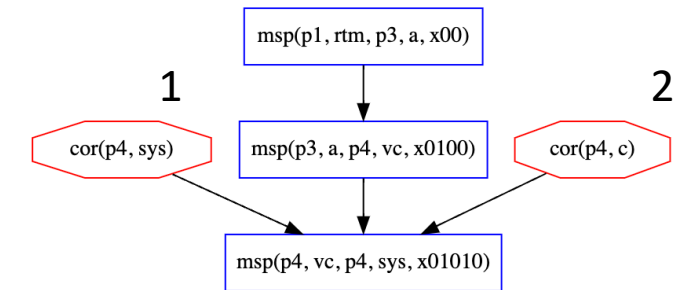 msp(p1, rtm, p3, a, x00)
1
2
cor(p4, sys)
msp(p3, a, p4, vc, x0100)
cor(p4, c)
msp(p4, vc, p4, sys, x01010)